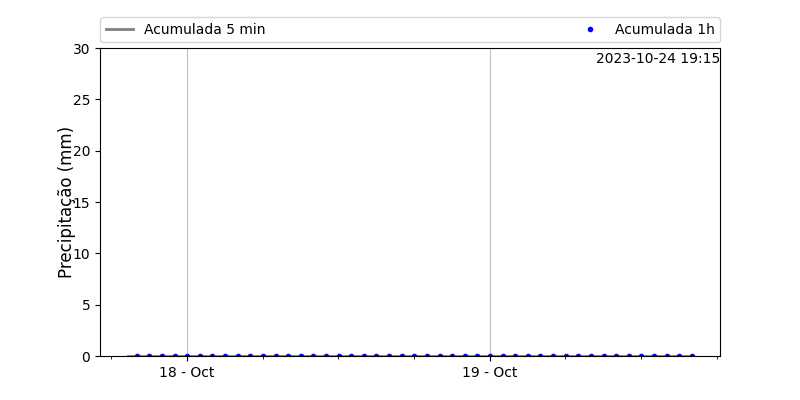 Acumulada 5 min
Acumulada 1h
2023-10-24 19:15
Precipitação (mm)
30
25
20
15
10
5
0
18 - Oct
19 - Oct